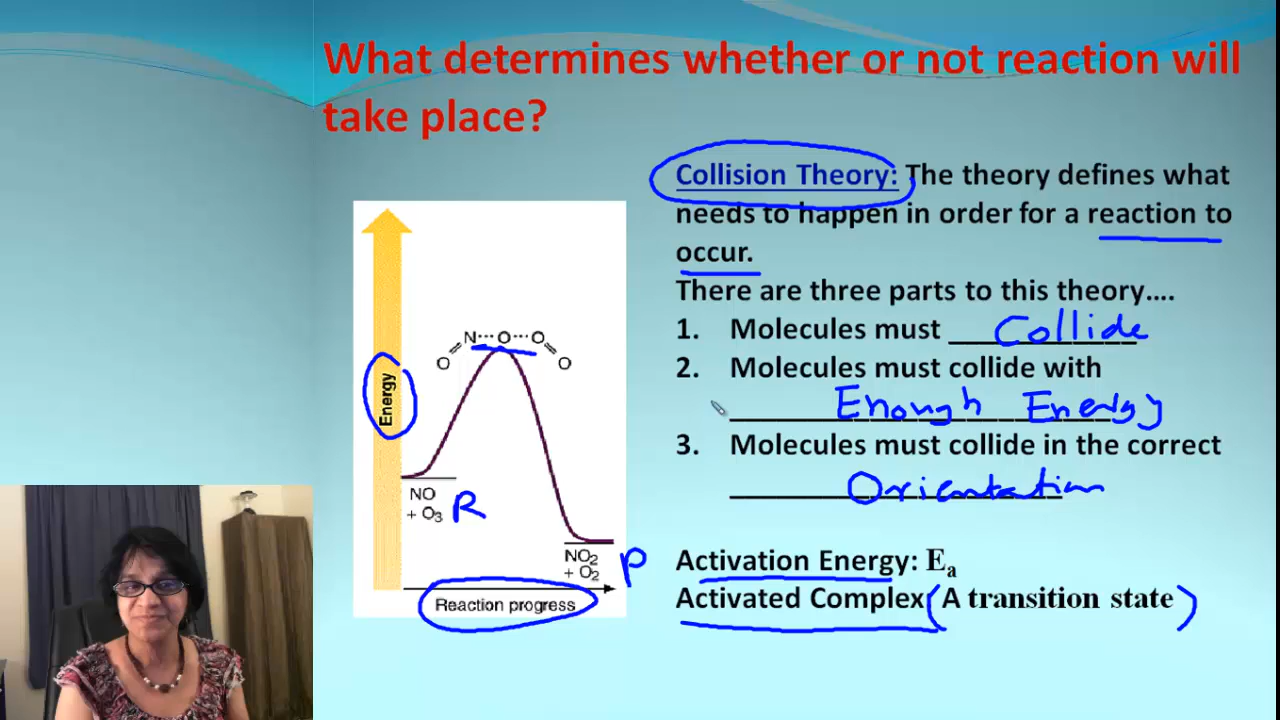 What determines whether or not reaction will
take place?
Collision Theory: The theory defines what
needs to happen in order for a reaction to
occur.
There are three parts to this theory....
1. Molecules must Collide
2. Molecules must collide with
Enough Energy
3. Molecules must collide in the correct
Orientation
Activation Energy: Ea
Activated Complex (A transition state)
Energy
N···O···O
O O
NO
+ O3 R
NO2
+ O2 P
Reaction progress